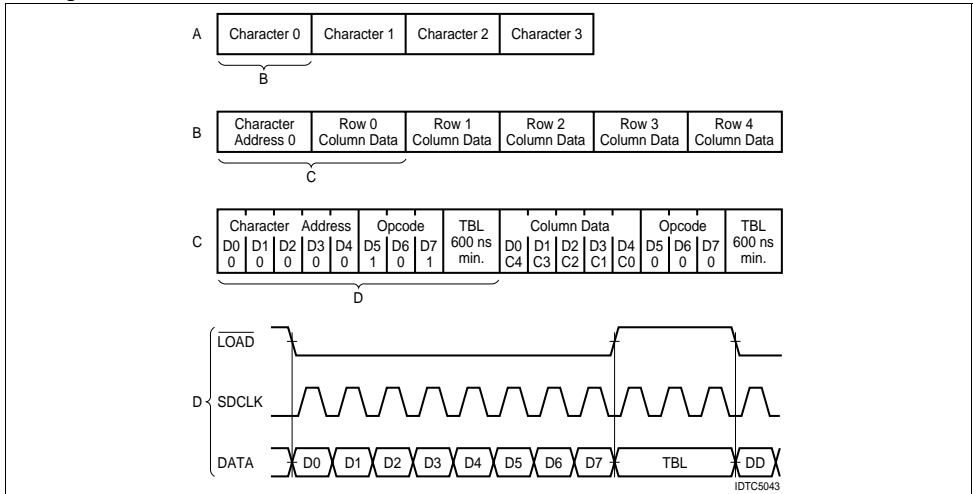 A Character 0 Character 1 Character 2 Character 3
B
B Character Address 0 Row 0 Column Data Row 1 Column Data Row 2 Column Data Row 3 Column Data Row 4 Column Data
C
Character Address Opcode TBL Column Data Opcode TBL
C D0 D1 D2 D3 D4 D5 D6 D7 600 ns D0 D1 D2 D3 D4 D5 D6 D7 600 ns
0 0 0 0 0 1 0 1 min. C4 C3 C2 C1 C0 0 0 0 min.
D
LOAD
D SDCLK
DATA D0 D1 D2 D3 D4 D5 D6 D7 TBL DD
IDTC5043